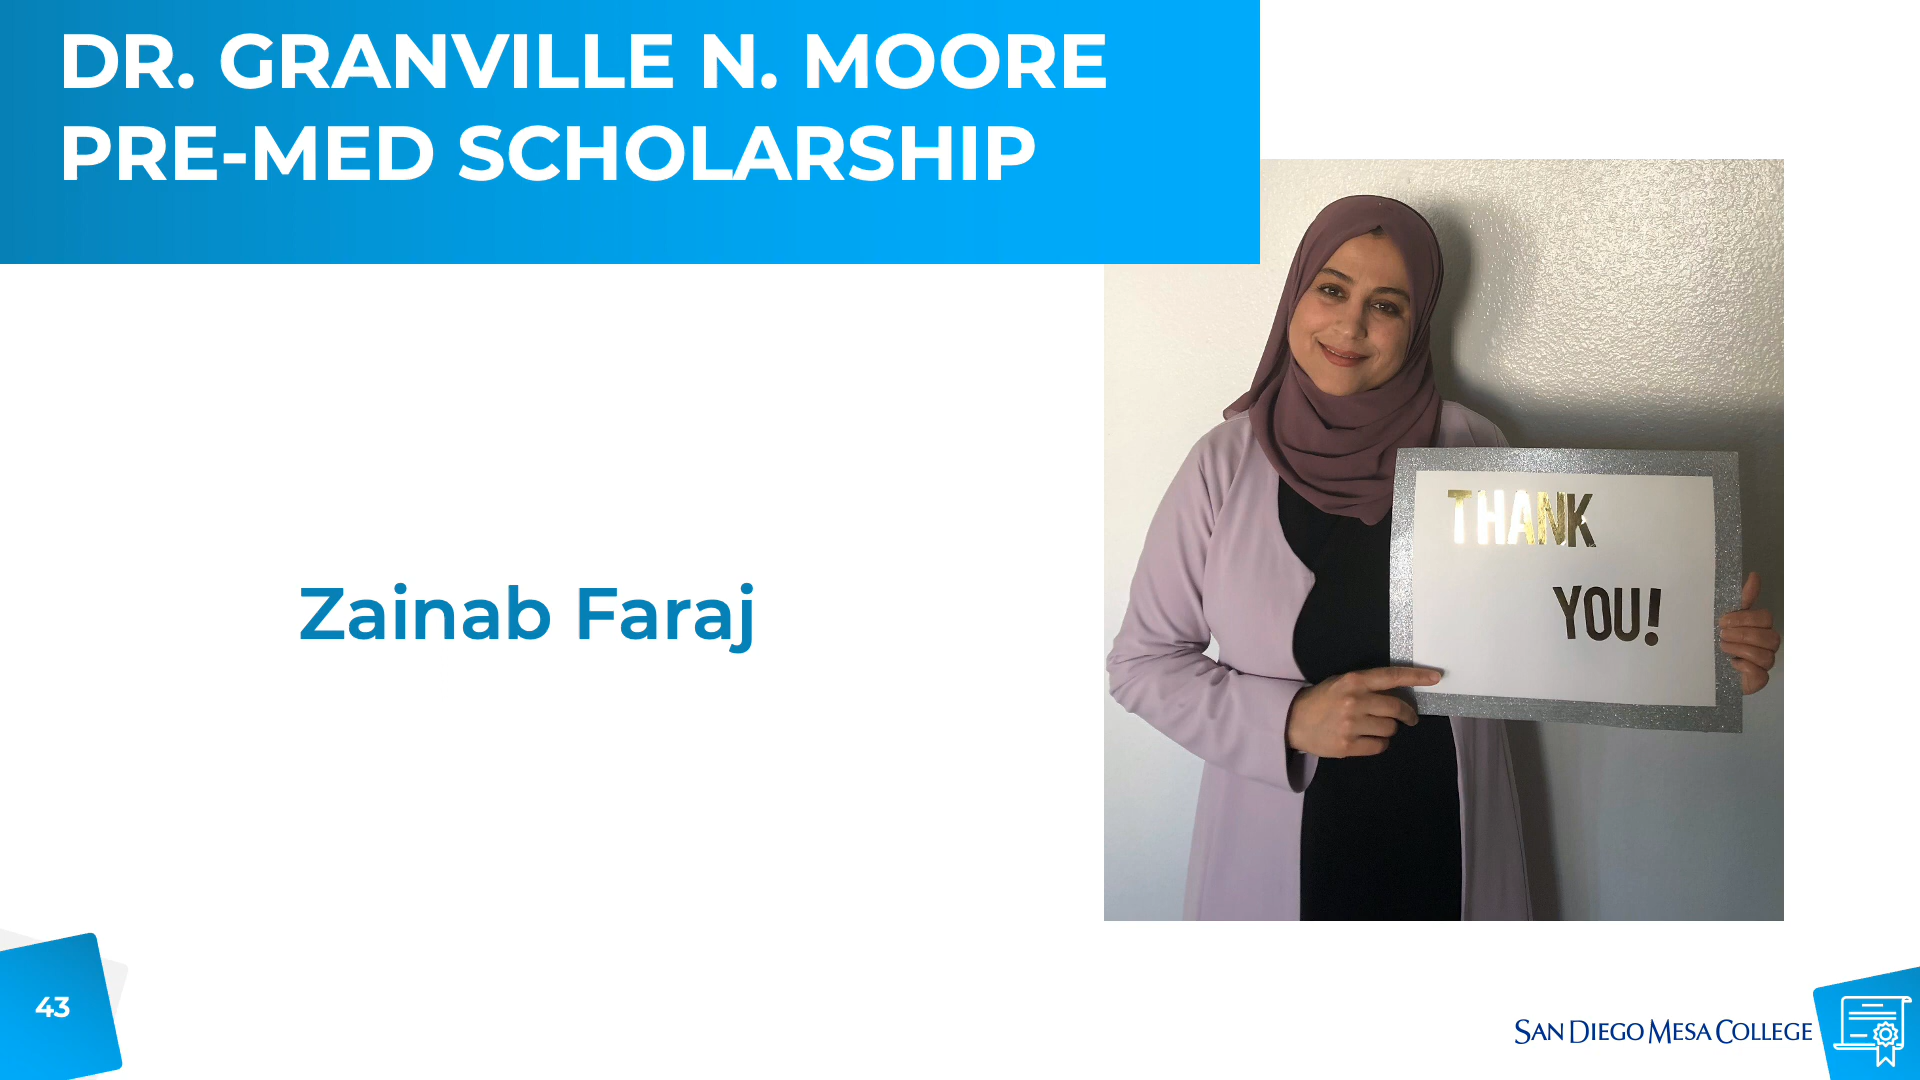 DR. GRANVILLE N. MOORE
PRE-MED SCHOLARSHIP
Zainab Faraj
THANK
YOU!
43
SAN DIEGO MESA COLLEGE